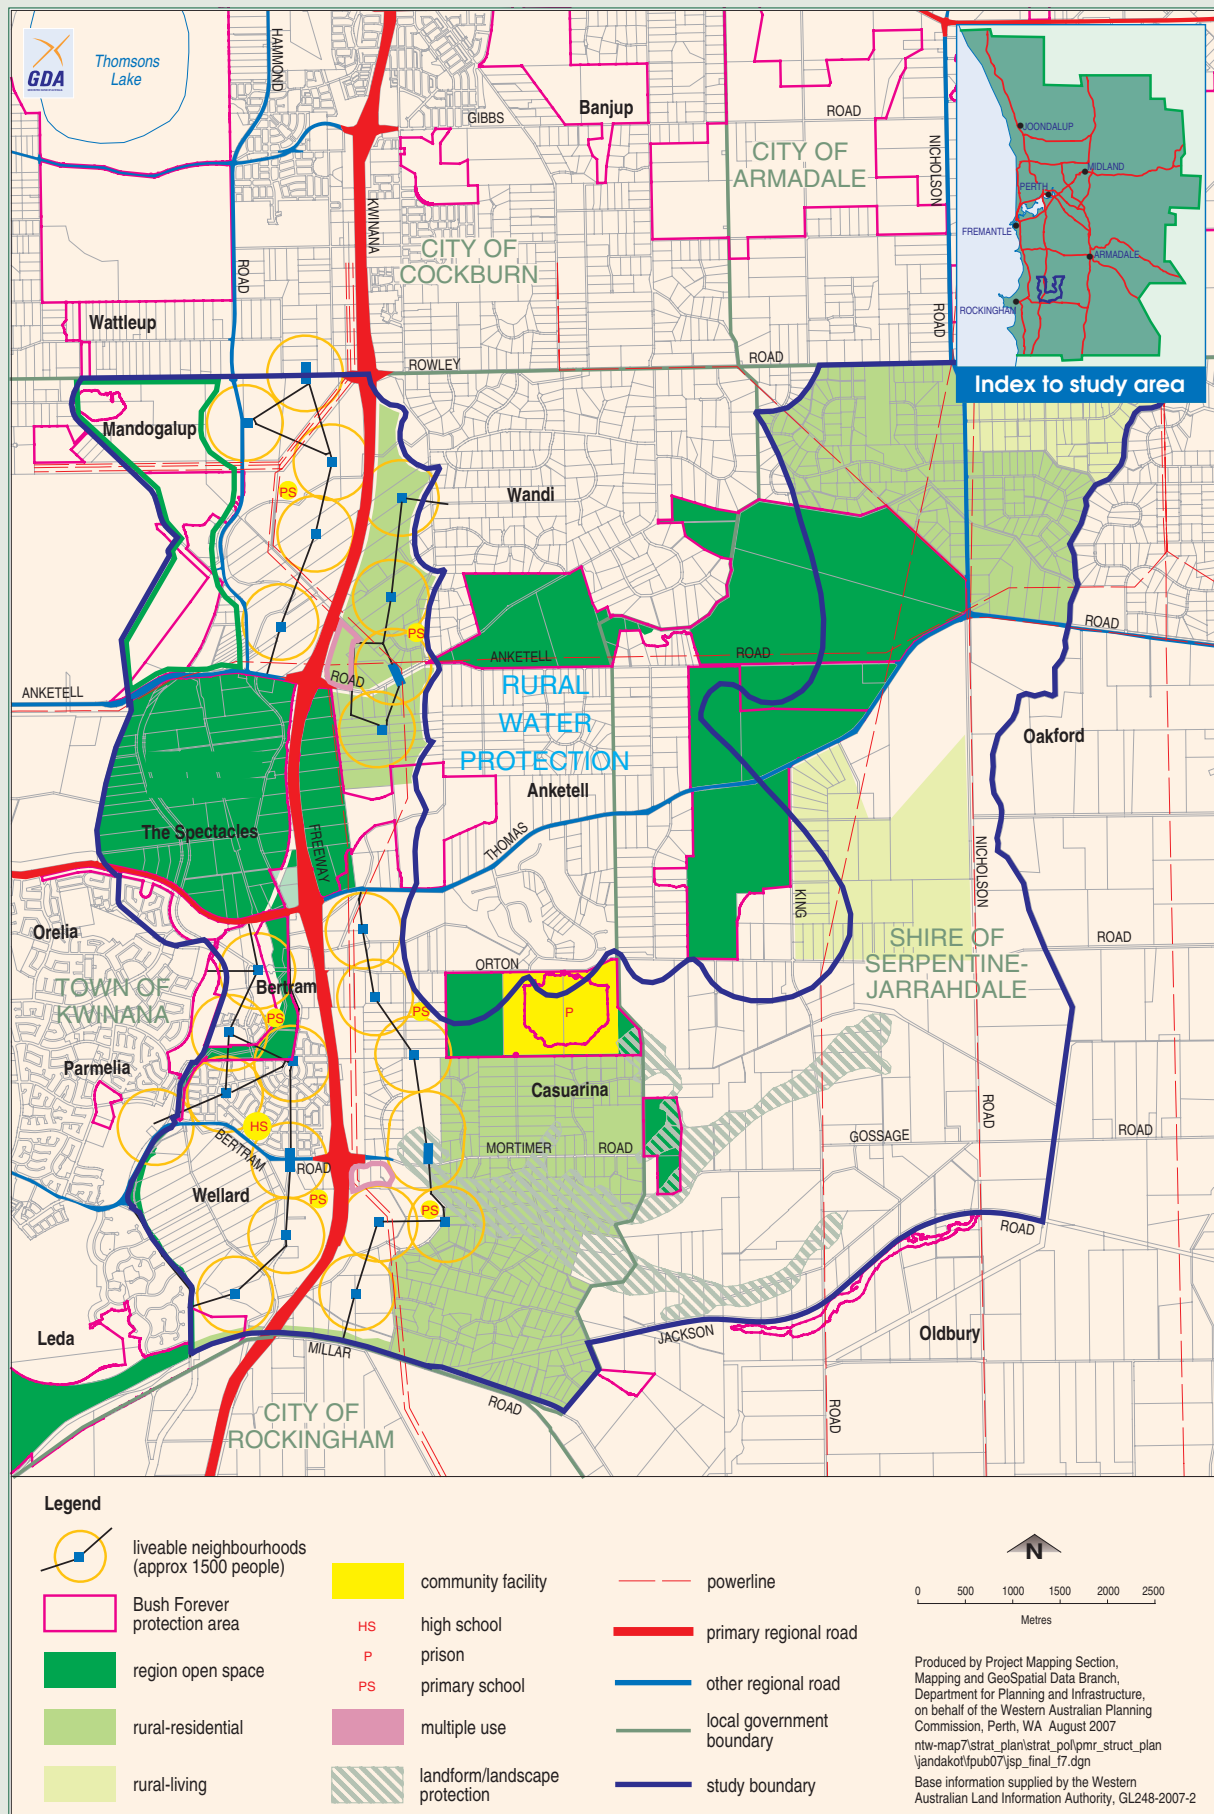 GDA
Thomsons
Lake
HAMMOND
ROAD
GIBBS
ROAD
Banjup
CITY OF
ARMADALE
NICHOLSON
ROAD
KWINANA
FREEWAY
CITY OF
COCKBURN
Wattleup
ROWLEY
ROAD
JOONDALUP
MIDLAND
PERTH
FREMANTLE
ARMADALE
ROCKINGHAM
Index to study area
Mandogalup
PS
Wandi
PS
ANKETELL
ROAD
ANKETELL
ROAD
ROAD
RURAL
WATER
PROTECTION
Anketell
Oakford
The Spectacles
THOMAS
NICHOLSON
ROAD
KING
ROAD
Orelia
TOWN OF
KWINANA
Bertram
PS
PS
ORTON
ROAD
P
SHIRE OF
SERPENTINE-
JARRAHDALE
Parmelia
Casuarina
HS
BERTRAM
ROAD
MORTIMER
ROAD
GOSSAGE
ROAD
Wellard
PS
PS
ROAD
Leda
MILLAR
ROAD
JACKSON
Oldbury
CITY OF
ROCKINGHAM
Legend
liveable neighbourhoods
(approx 1500 people)
Bush Forever
protection area
region open space
rural-residential
rural-living
community facility
HS high school
P prison
PS primary school
multiple use
landform/landscape
protection
powerline
primary regional road
other regional road
local government
boundary
study boundary
N
0 500 1000 1500 2000 2500
Metres
Produced by Project Mapping Section,
Mapping and GeoSpatial Data Branch,
Department for Planning and Infrastructure,
on behalf of the Western Australian Planning
Commission, Perth, WA August 2007
ntw-map7\strat_plan\strat_pol\pmr_struct_plan
\jandakot\fpub07\jsp_final_f7.dgn
Base information supplied by the Western
Australian Land Information Authority, GL248-2007-2